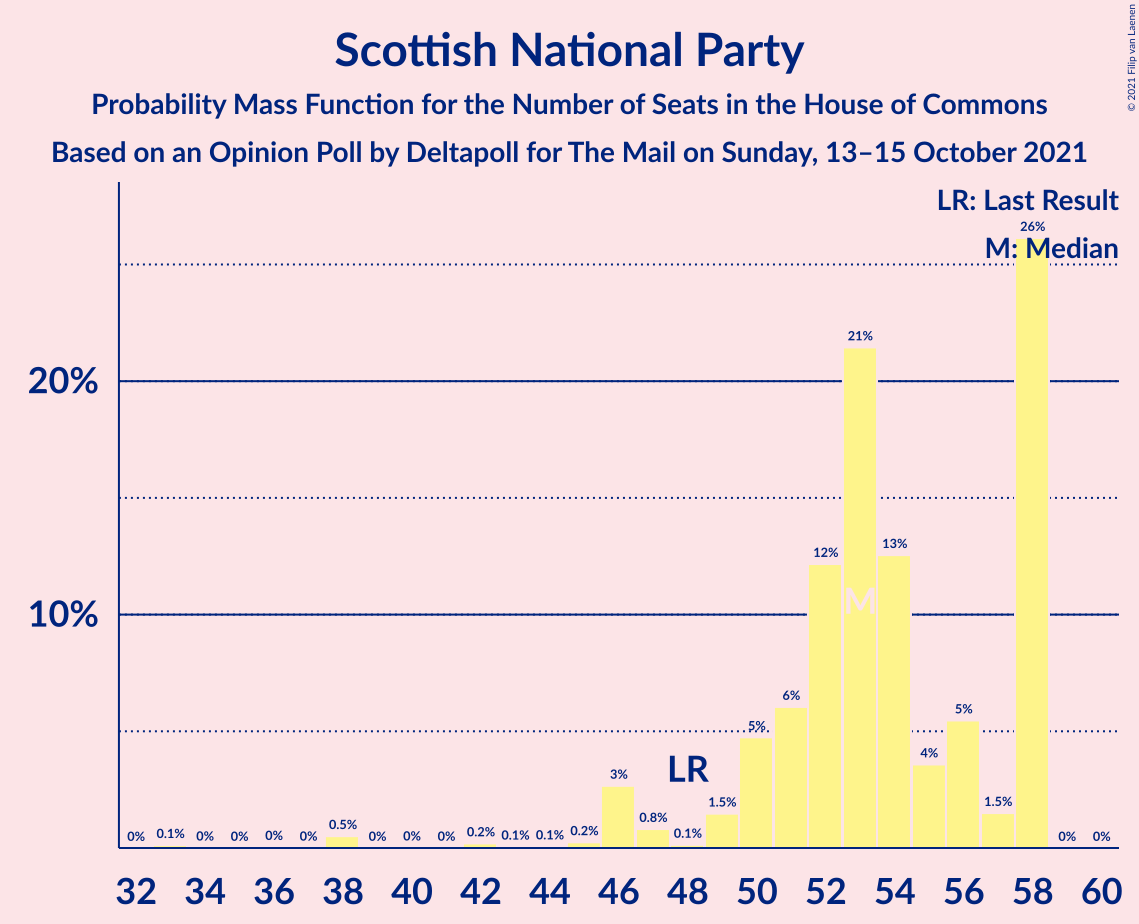 © 2021 Filip van Laenen
Scottish National Party
Probability Mass Function for the Number of Seats in the House of Commons
Based on an Opinion Poll by Deltapoll for The Mail on Sunday, 13–15 October 2021
LR: Last Result
M: Median
20%
10%
0% 0.1% 0% 0% 0% 0% 0.5% 0% 0% 0% 0.2% 0.1% 0.1% 0.2% 3% 0.8% 0.1% 1.5% 5% 6% 12% 21% 13% 4% 5% 1.5% 26% 0% 0%
LR
M
32 34 36 38 40 42 44 46 48 50 52 54 56 58 60